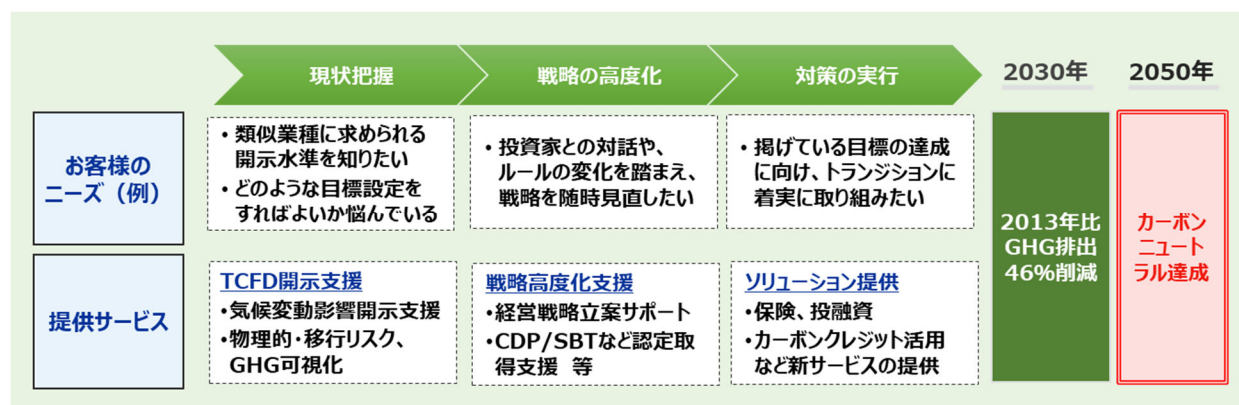 現状把握
戦略の高度化
対策の実行
2030年
2050年
お客様の
ニーズ（例）
・類似業種に求められる
開示水準を知りたい
・どのような目標設定を
すればよいか悩んでいる
・投資家との対話や、
ルールの変化を踏まえ、
戦略を随時見直したい
・掲げている目標の達成
に向け、トランジションに
着実に取り組みたい
2013年比
GHG排出
46%削減
カーボン
ニュート
ラル達成
提供サービス
TCFD開示支援
・気候変動影響開示支援
・物理的・移行リスク、
GHG可視化
戦略高度化支援
・経営戦略立案サポート
・CDP/SBTなど認定取
得支援 等
ソリューション提供
・保険、投融資
・カーボンクレジット活用
など新サービスの提供